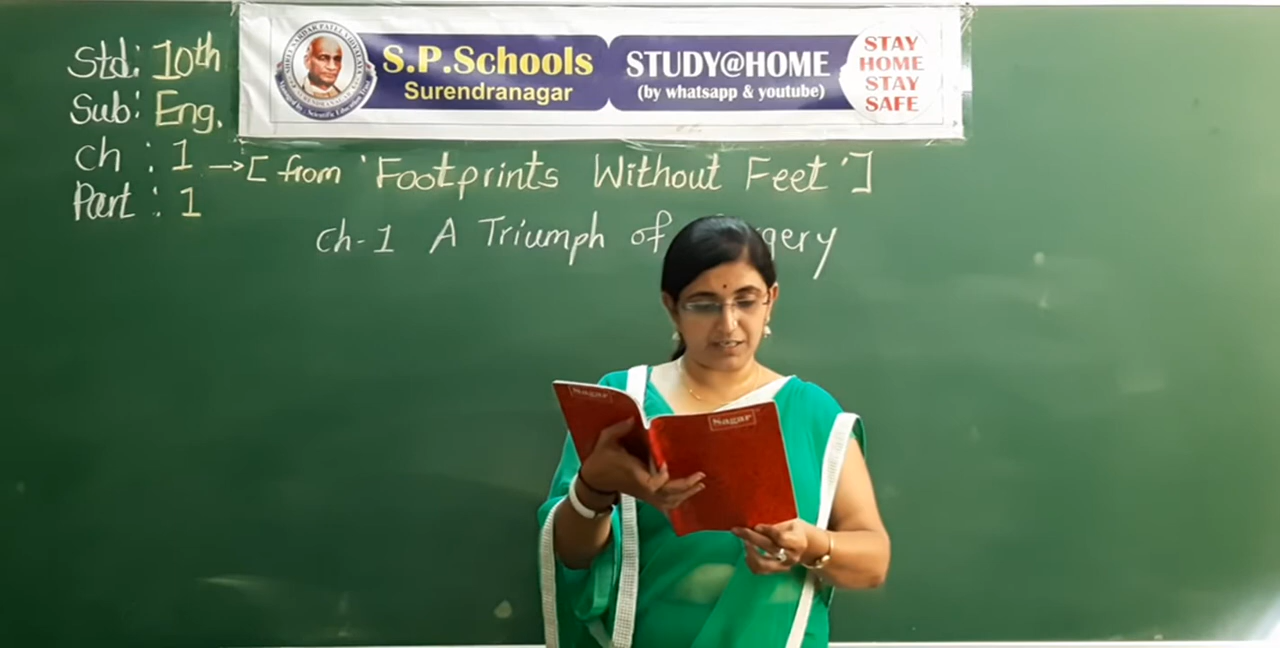 Std: 10th
Sub: Eng.
ch : 1 → [ from 'Footprints Without Feet' ]
Part : 1
ch-1 A Triumph of
S.P.Schools
Surendranagar
STUDY@HOME
(by whatsapp & youtube)
STAY
HOME
STAY
SAFE
Nagar
Nagar